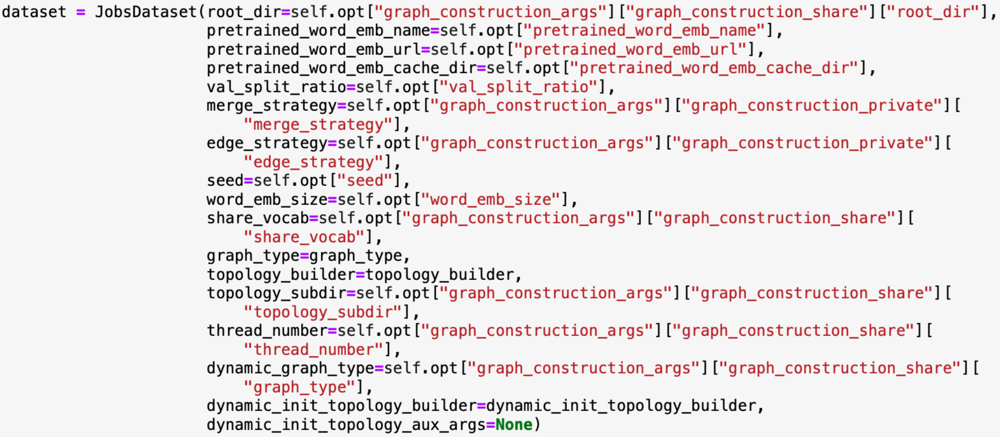 dataset = JobsDataset(root_dir=self.opt["graph_construction_args"]["graph_construction_share"]["root_dir"],
                      pretrained_word_emb_name=self.opt["pretrained_word_emb_name"],
                      pretrained_word_emb_url=self.opt["pretrained_word_emb_url"],
                      pretrained_word_emb_cache_dir=self.opt["pretrained_word_emb_cache_dir"],
                      val_split_ratio=self.opt["val_split_ratio"],
                      merge_strategy=self.opt["graph_construction_args"]["graph_construction_private"][
                          "merge_strategy"],
                      edge_strategy=self.opt["graph_construction_args"]["graph_construction_private"][
                          "edge_strategy"],
                      seed=self.opt["seed"],
                      word_emb_size=self.opt["word_emb_size"],
                      share_vocab=self.opt["graph_construction_args"]["graph_construction_share"][
                          "share_vocab"],
                      graph_type=graph_type,
                      topology_builder=topology_builder,
                      topology_subdir=self.opt["graph_construction_args"]["graph_construction_share"][
                          "topology_subdir"],
                      thread_number=self.opt["graph_construction_args"]["graph_construction_share"][
                          "thread_number"],
                      dynamic_graph_type=self.opt["graph_construction_args"]["graph_construction_share"][
                          "graph_type"],
                      dynamic_init_topology_builder=dynamic_init_topology_builder,
                      dynamic_init_topology_aux_args=None)